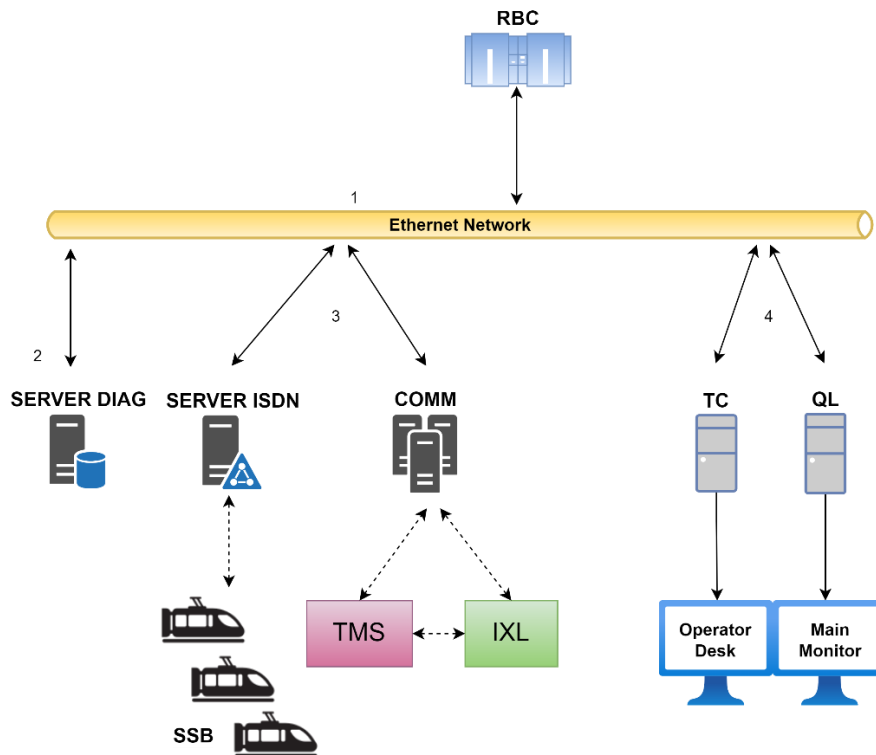 RBC
1
Ethernet Network
2
3
4
SERVER DIAG
SERVER ISDN
COMM
TC
QL
TMS
IXL
Operator
Desk
Main
Monitor
SSB